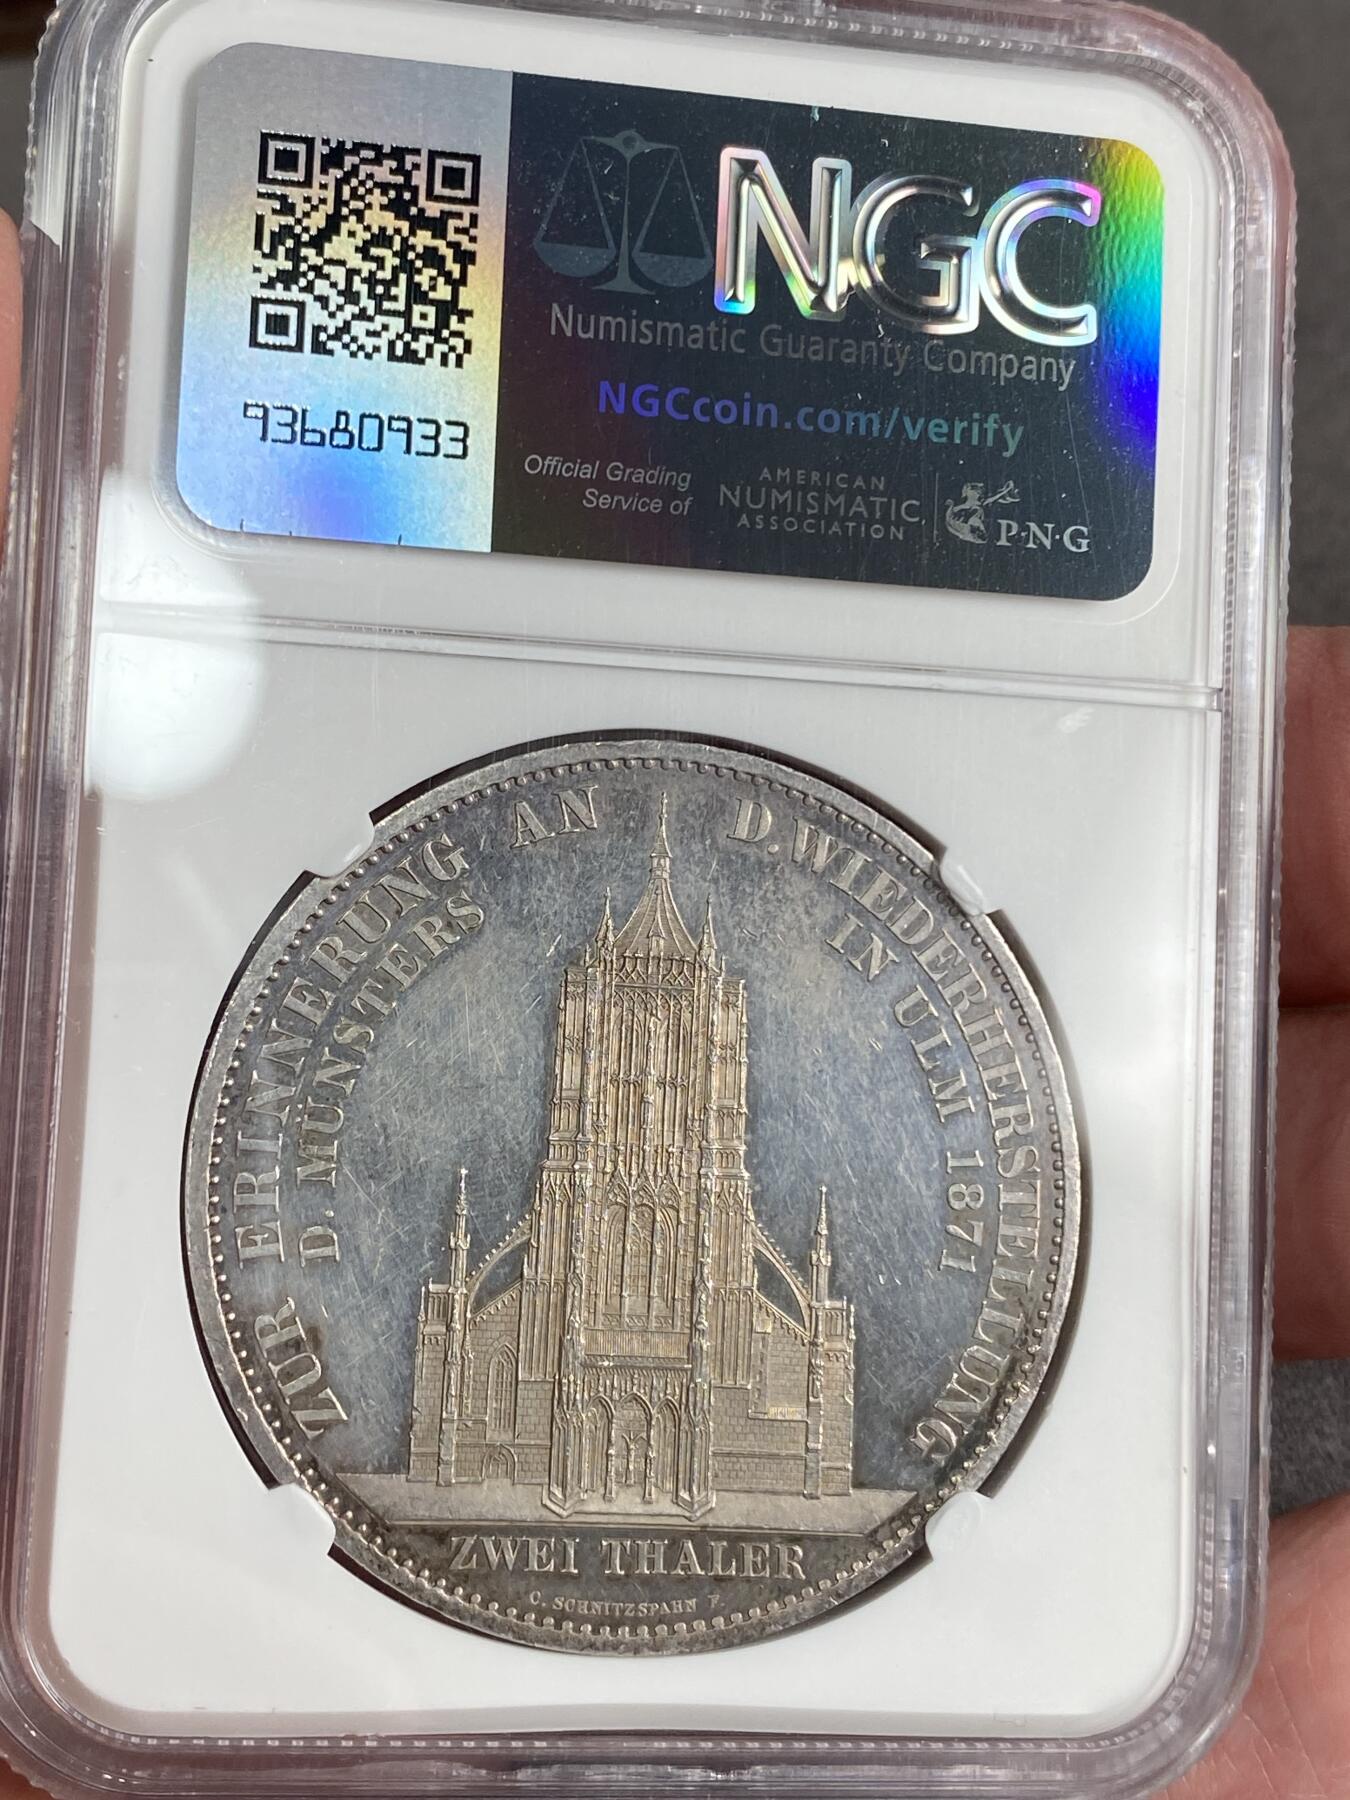 NGC
Numismatic Guaranty Company
NGCcoin.com/verify
93680933
Official Grading
Service of
AMERICAN
NUMISMATIC
ASSOCIATION
P·N·G
ZUR ERINNERUNG AN D. WIEDERHERSTELLUNG
D. MÜNSTERS IN ULM 1871
ZWEI THALER
C. SCHNITZSPAHN F.